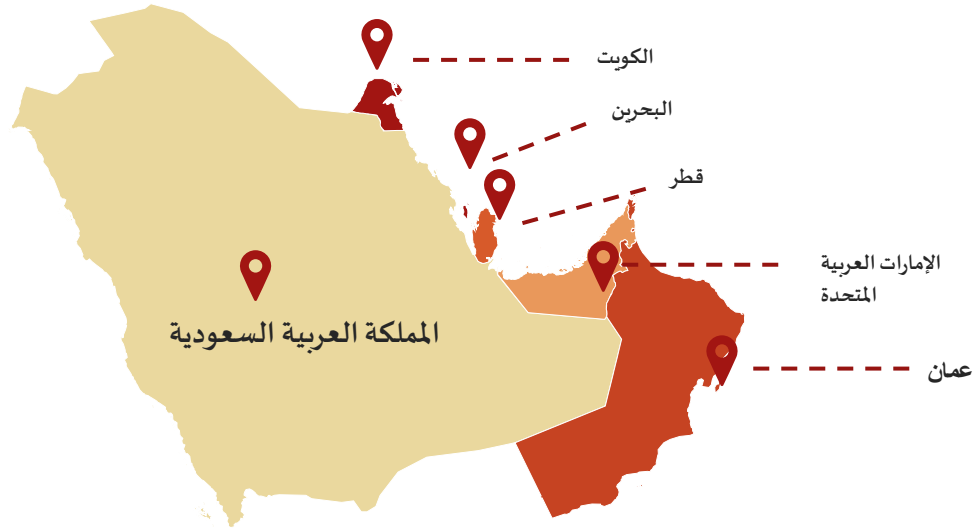 الكويت
البحرين
قطر
الإمارات العربية
المتحدة
المملكة العربية السعودية
عمان